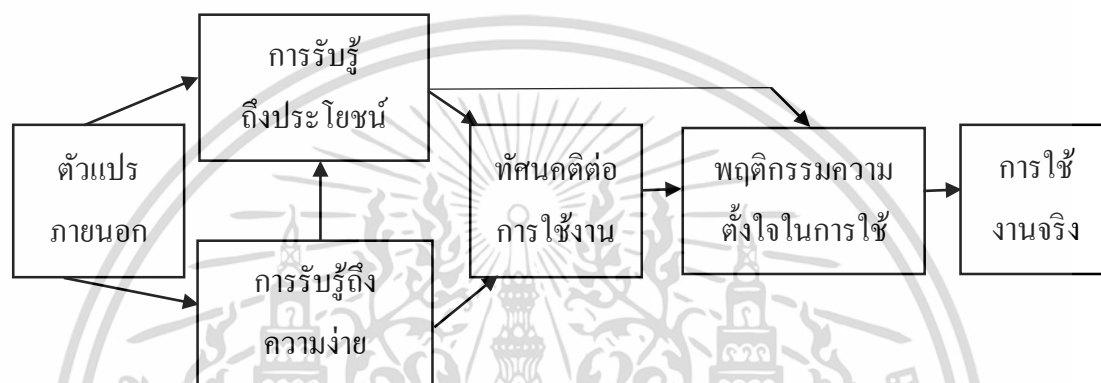 การรับรู้
ถึงประโยชน์
ตัวแปร
ภายนอก
การรับรู้ถึง
ความง่าย
ทัศนคติต่อ
การใช้งาน
พฤติกรรมความ
ตั้งใจในการใช้
การใช้
งานจริง